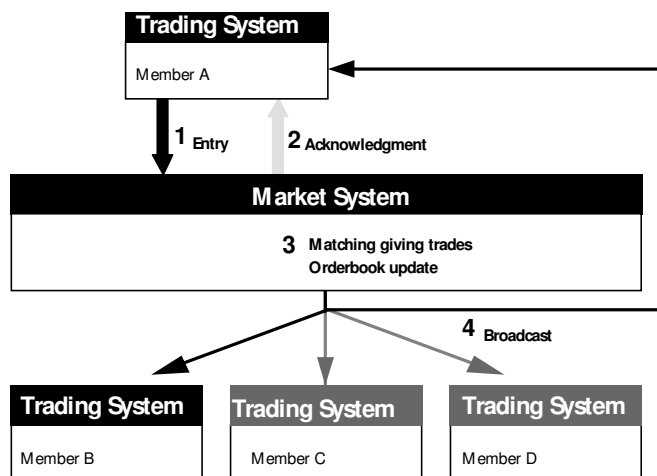 Trading System
Member A
1 Entry
2 Acknowledgment
Market System
3 Matching giving trades
Orderbook update
4 Broadcast
Trading System
Member B
Trading System
Member C
Trading System
Member D